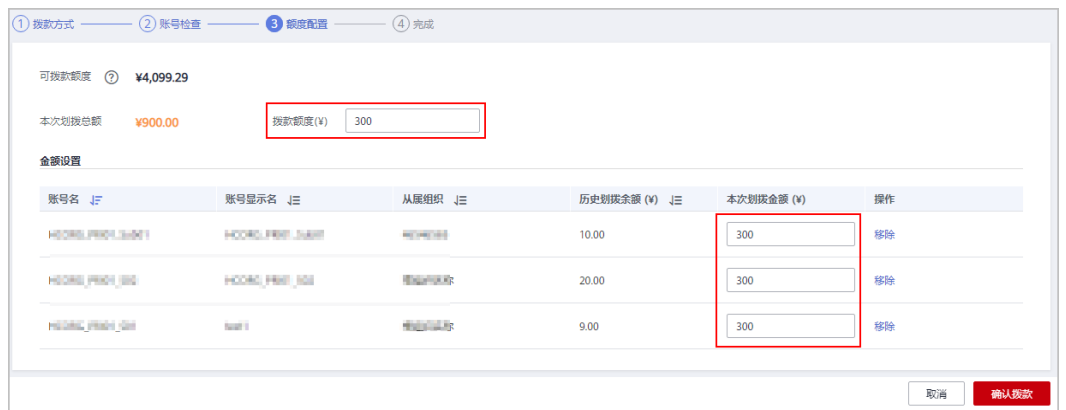 1 拨款方式 2 账号检查 3 额度配置 4 完成
可拨款额度 ? ¥4,099.29
本次划拨总额 ¥900.00 拨款额度(¥) 300
金额设置
账号名 账号显示名 从属组织 历史划拨余额 (¥) 本次划拨金额 (¥) 操作
10.00 300 移除
20.00 300 移除
9.00 300 移除
取消 确认拨款